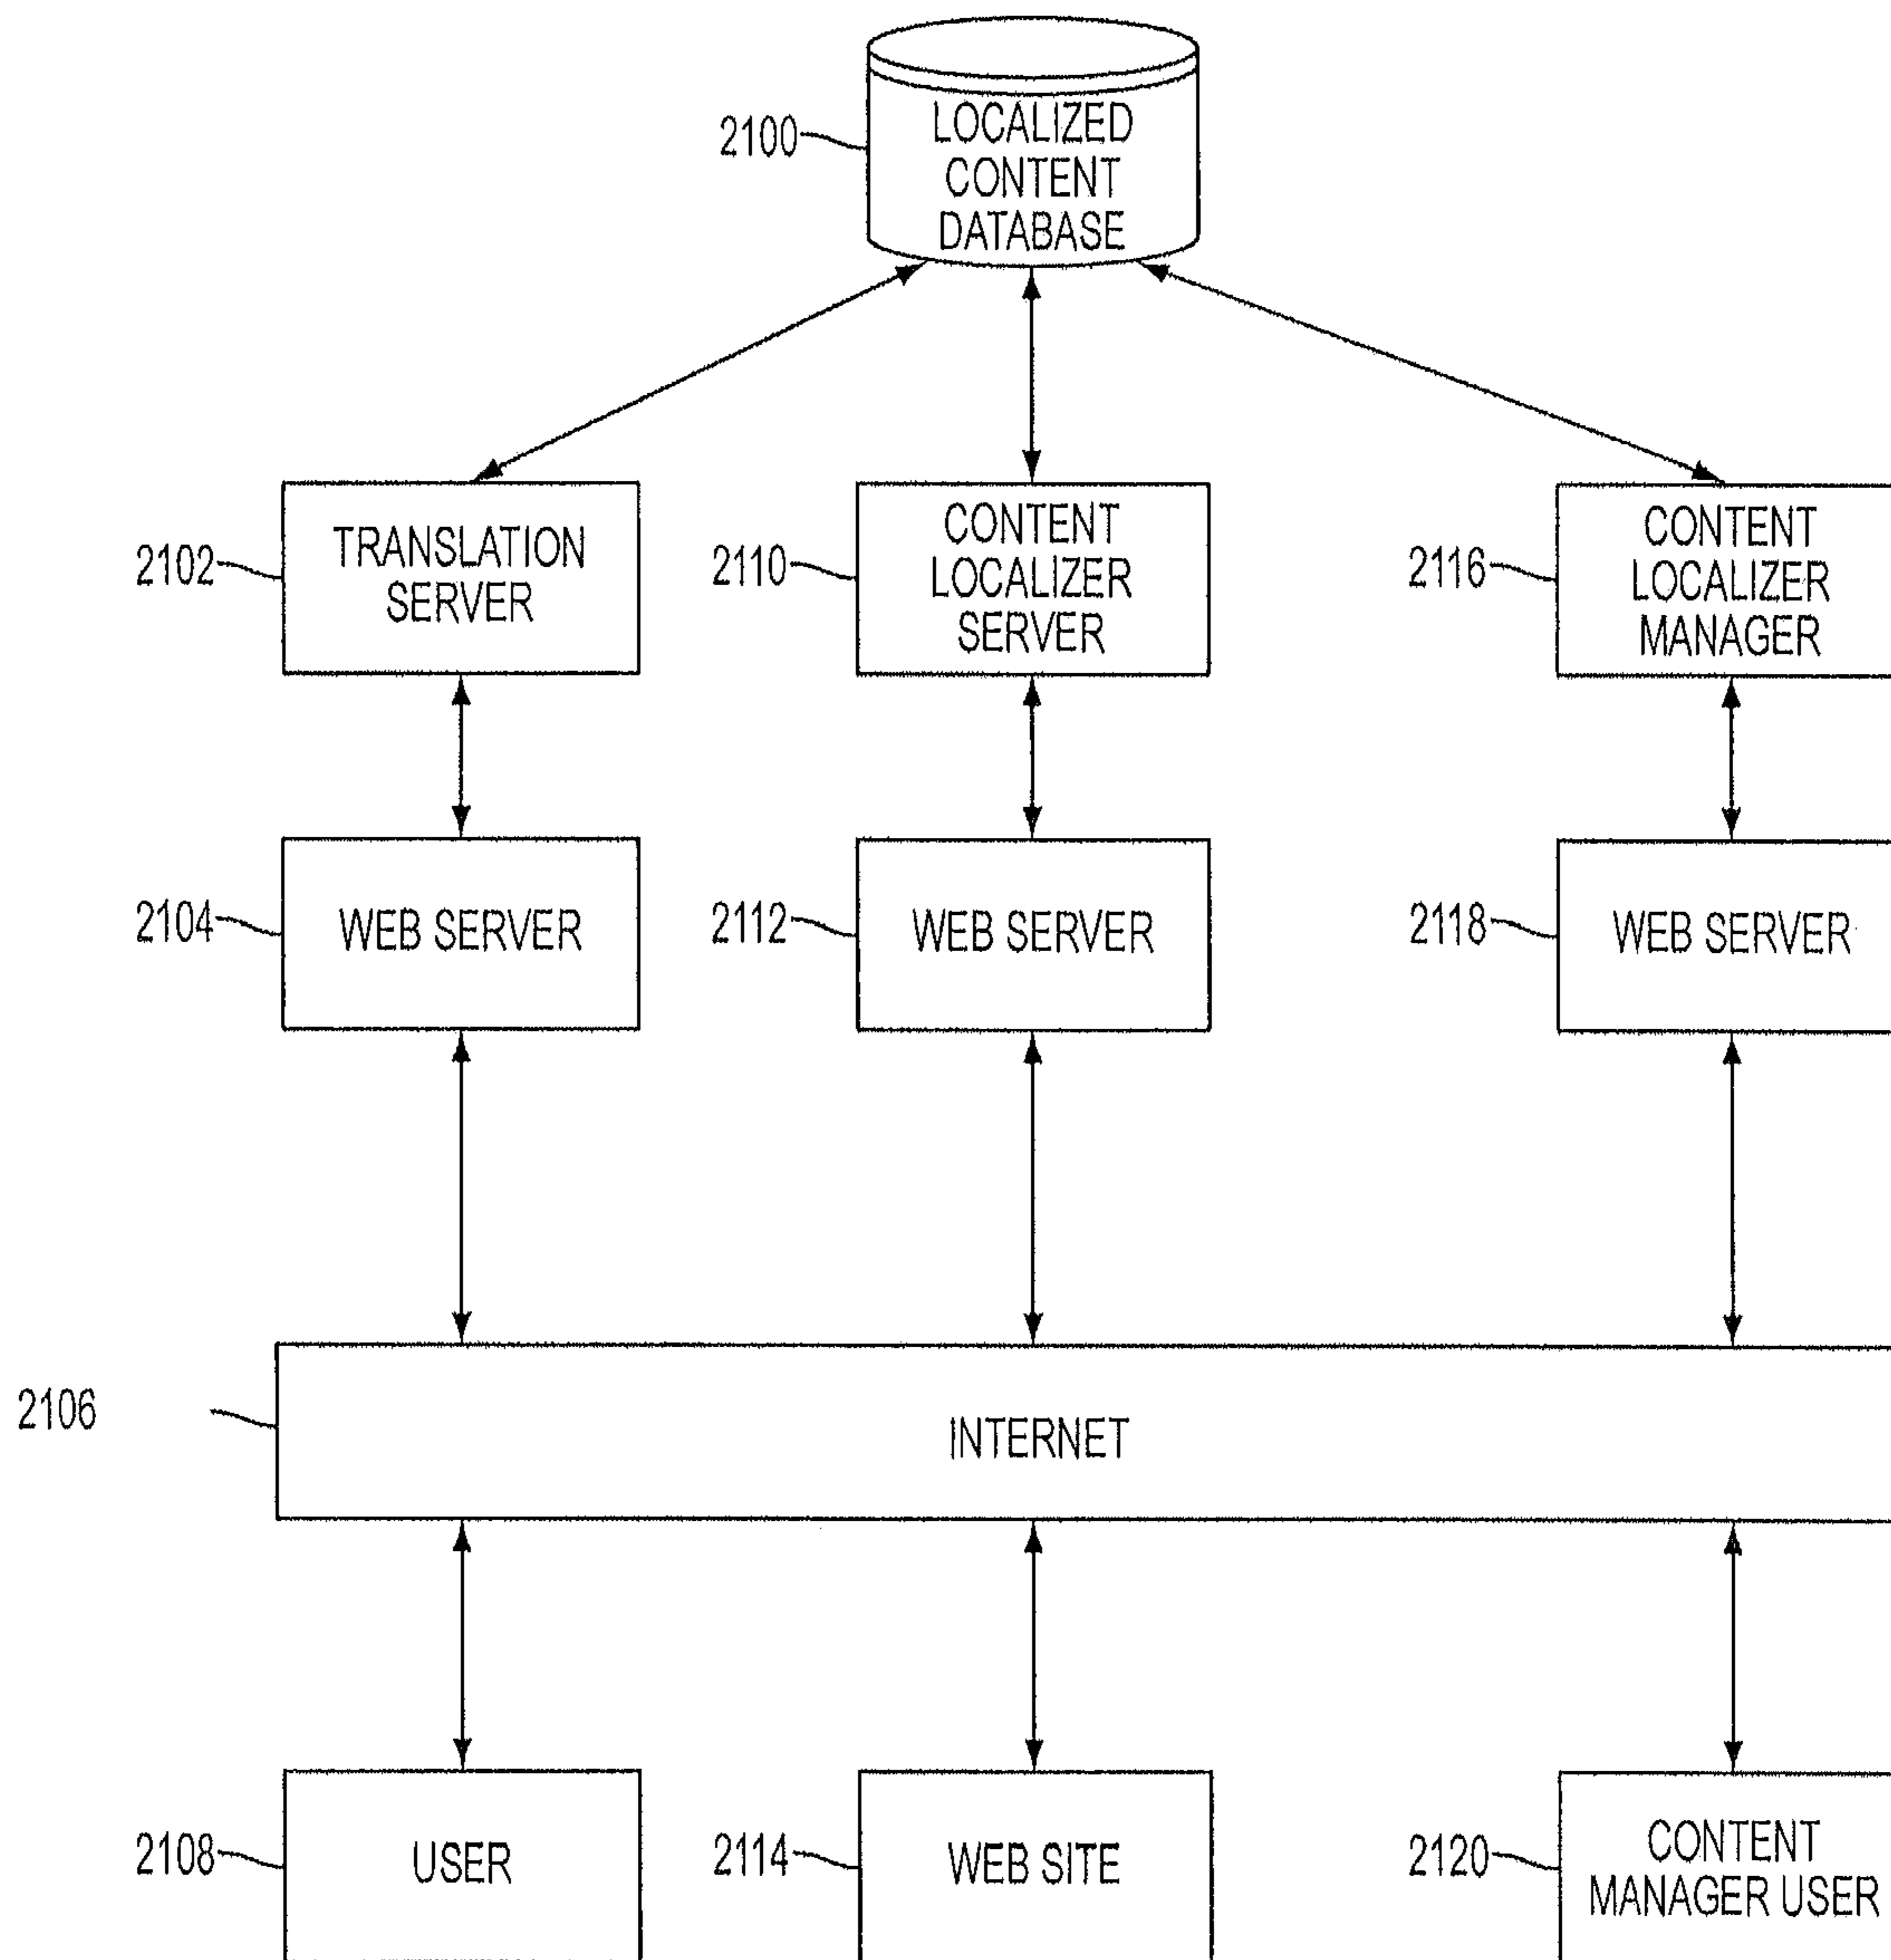 2100
LOCALIZED
CONTENT
DATABASE
2102
TRANSLATION
SERVER
2110
CONTENT
LOCALIZER
SERVER
2116
CONTENT
LOCALIZER
MANAGER
2104
WEB SERVER
2112
WEB SERVER
2118
WEB SERVER
2106
INTERNET
2108
USER
2114
WEB SITE
2120
CONTENT
MANAGER USER